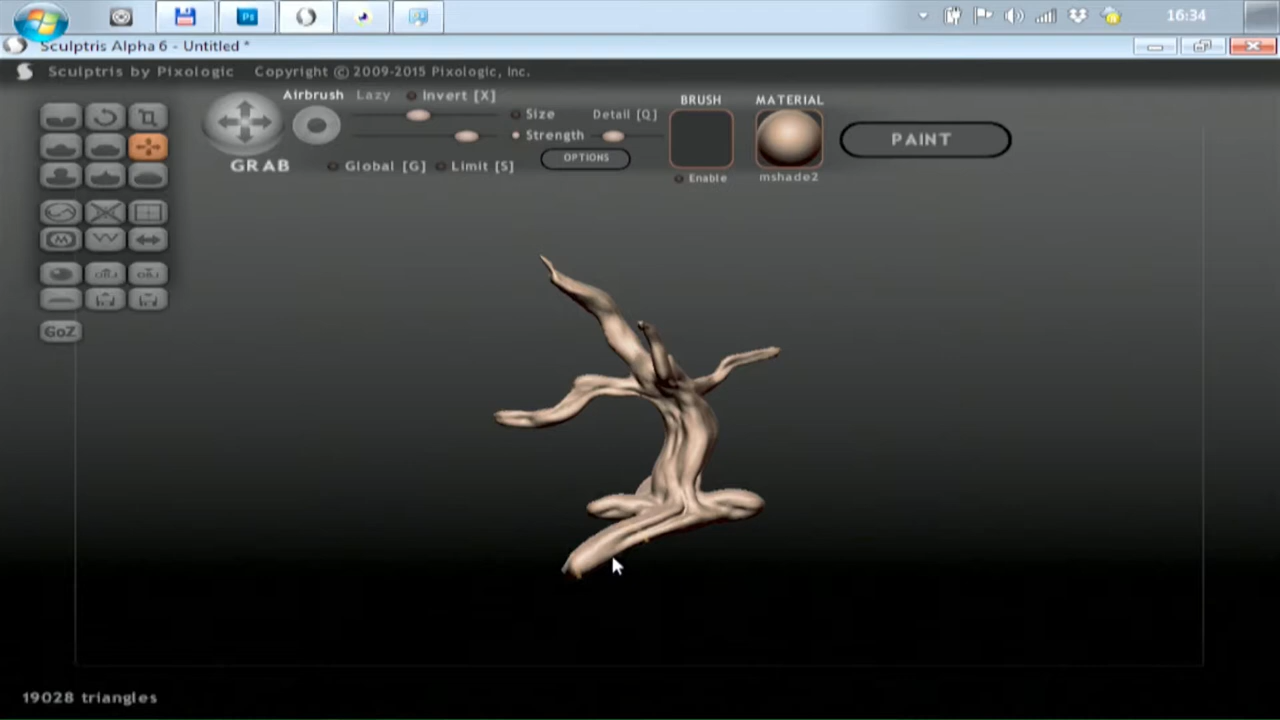 Ps
16:34
Sculptris Alpha 6 - Untitled *
Sculptris by Pixologic Copyright © 2009-2015 Pixologic, Inc.
Airbrush Lazy Invert [X]
BRUSH MATERIAL
Size Detail [Q]
Strength
PAINT
OPTIONS
GRAB Global [G] Limit [S]
Enable mshade2
M
GoZ
19028 triangles